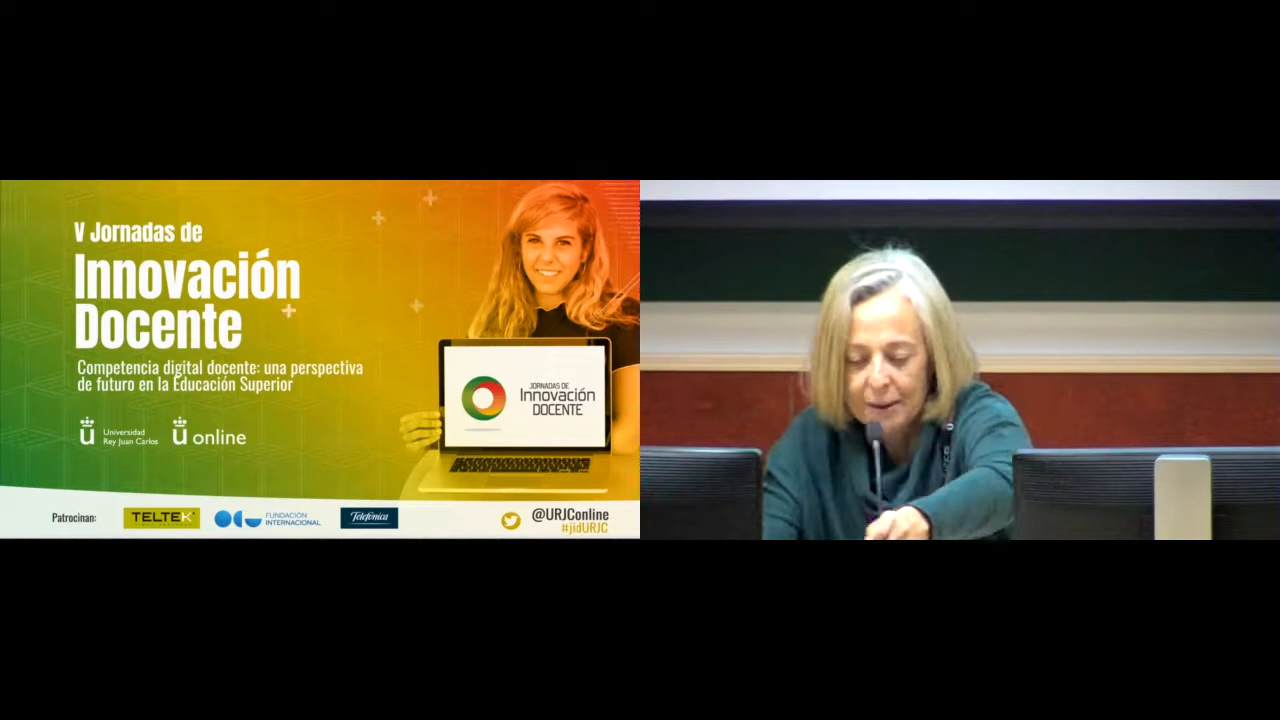 V Jornadas de
Innovación
Docente
Competencia digital docente: una perspectiva
de futuro en la Educación Superior
Universidad
Rey Juan Carlos
ü online
JORNADAS DE
Innovación
DOCENTE
Patrocinan:
TELTEK
FUNDACIÓN
INTERNACIONAL
Telefónica
@URJConline
#jidURJC